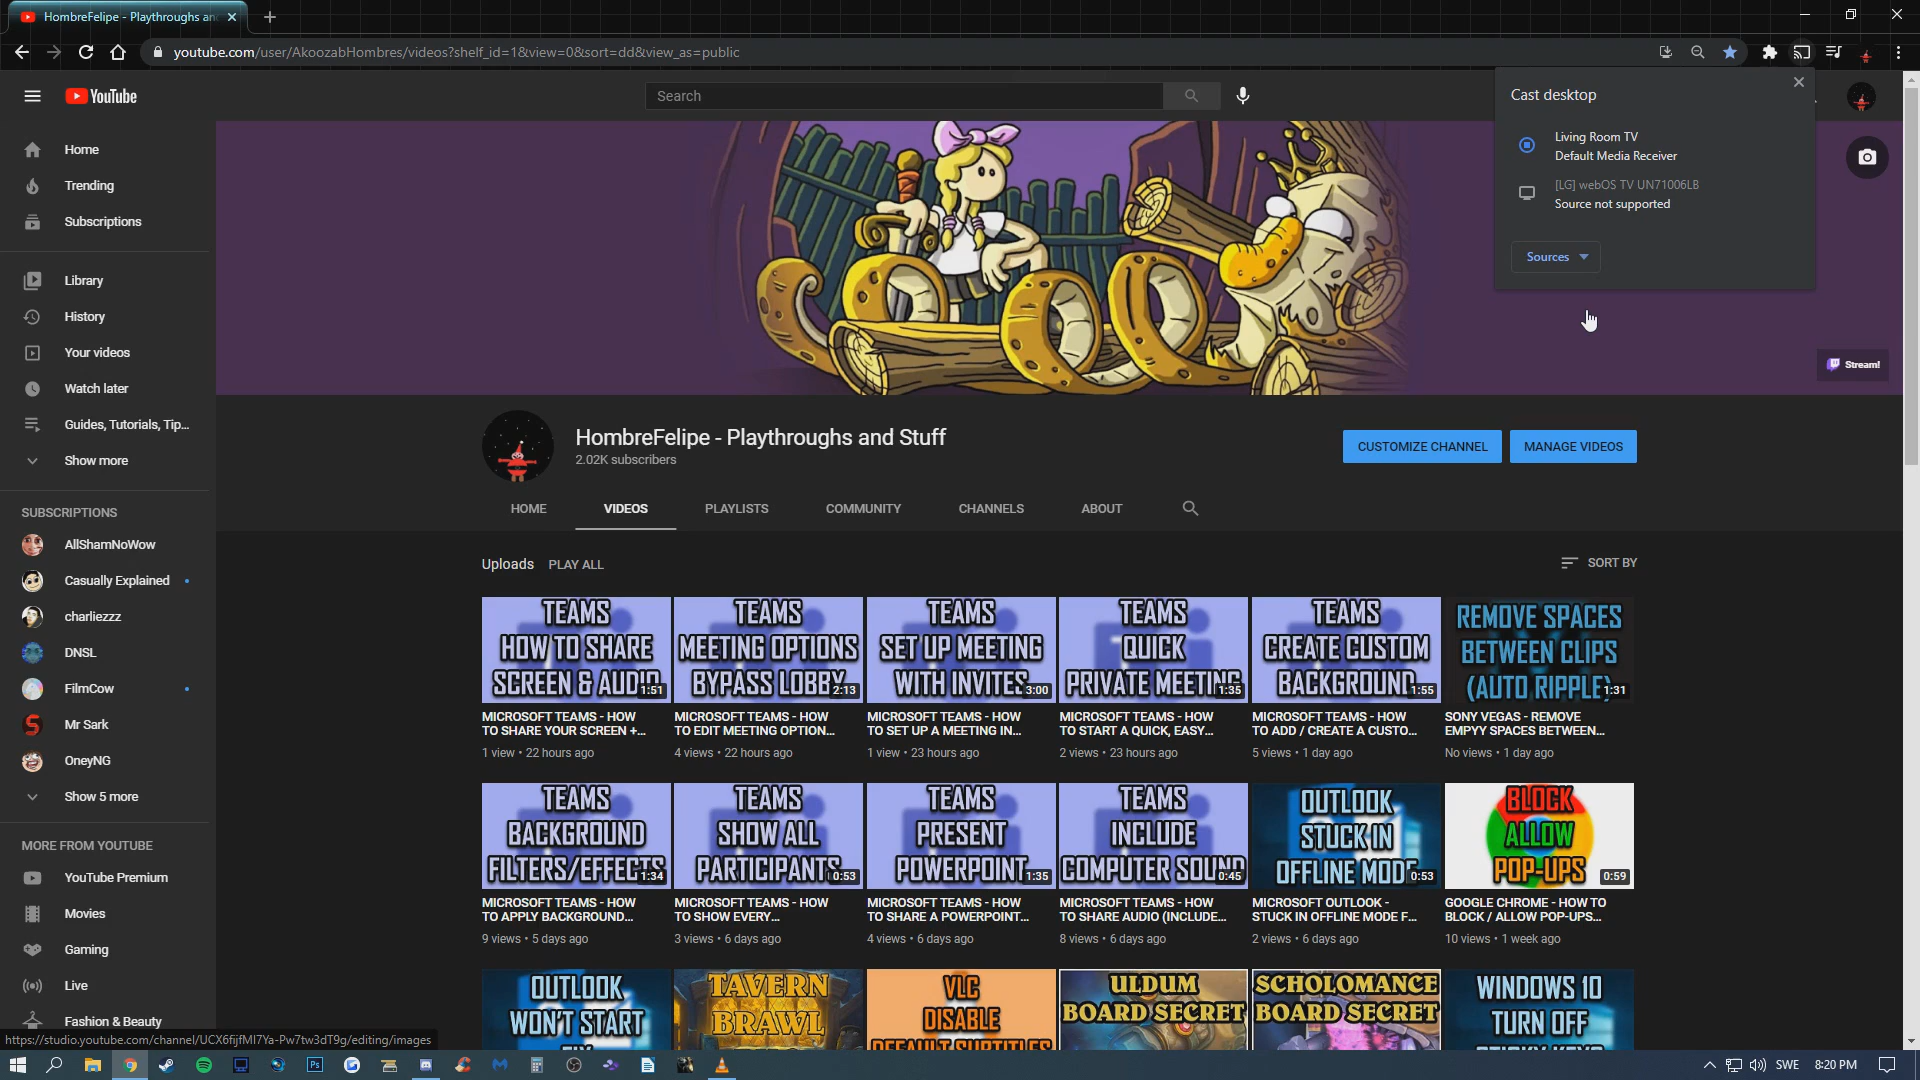 HombreFelipe - Playthroughs an
youtube.com/user/AkoozabHombres/videos?shelf_id=1&view=0&sort=dd&view_as=public
YouTube
Search
Cast desktop
Living Room TV
Default Media Receiver
[LG] webOS TV UN71006LB
Source not supported
Sources
Stream!
Home
Trending
Subscriptions
Library
History
Your videos
Watch later
Guides, Tutorials, Tip...
Show more
SUBSCRIPTIONS
AllShamNoWow
Casually Explained
charliezzz
DNSL
FilmCow
Mr Sark
OneyNG
Show 5 more
MORE FROM YOUTUBE
YouTube Premium
Movies
Gaming
Live
Fashion & Beauty
HombreFelipe - Playthroughs and Stuff
2.02K subscribers
CUSTOMIZE CHANNEL
MANAGE VIDEOS
HOME VIDEOS PLAYLISTS COMMUNITY CHANNELS ABOUT
Uploads PLAY ALL
SORT BY
TEAMS
HOW TO SHARE
SCREEN & AUDIO
1:51
MICROSOFT TEAMS - HOW
TO SHARE YOUR SCREEN +...
1 view • 22 hours ago
TEAMS
MEETING OPTIONS
BYPASS LOBBY
2:13
MICROSOFT TEAMS - HOW
TO EDIT MEETING OPTION...
4 views • 22 hours ago
TEAMS
SET UP MEETING
WITH INVITES
3:00
MICROSOFT TEAMS - HOW
TO SET UP A MEETING IN...
1 view • 23 hours ago
TEAMS
QUICK
PRIVATE MEETING
1:35
MICROSOFT TEAMS - HOW
TO START A QUICK, EASY...
2 views • 23 hours ago
TEAMS
CREATE CUSTOM
BACKGROUND
1:55
MICROSOFT TEAMS - HOW
TO ADD / CREATE A CUSTO...
5 views • 1 day ago
REMOVE SPACES
BETWEEN CLIPS
(AUTO RIPPLE)
1:31
SONY VEGAS - REMOVE
EMPYY SPACES BETWEEN...
No views • 1 day ago
TEAMS
BACKGROUND
FILTERS/EFFECTS
1:34
MICROSOFT TEAMS - HOW
TO APPLY BACKGROUND...
9 views • 5 days ago
TEAMS
SHOW ALL
PARTICIPANTS
0:53
MICROSOFT TEAMS - HOW
TO SHOW EVERY...
3 views • 6 days ago
TEAMS
PRESENT
POWERPOINT
1:35
MICROSOFT TEAMS - HOW
TO SHARE A POWERPOINT...
4 views • 6 days ago
TEAMS
INCLUDE
COMPUTER SOUND
0:45
MICROSOFT TEAMS - HOW
TO SHARE AUDIO (INCLUDE...
8 views • 6 days ago
OUTLOOK
STUCK IN
OFFLINE MODE
0:53
MICROSOFT OUTLOOK -
STUCK IN OFFLINE MODE F...
2 views • 6 days ago
BLOCK
ALLOW
POP-UPS
0:59
GOOGLE CHROME - HOW TO
BLOCK / ALLOW POP-UPS...
10 views • 1 week ago
OUTLOOK
WON'T START
TAVERN
BRAWL
VLC
DISABLE
DEFAULT SUBTITLES
ULDUM
BOARD SECRET
SCHOLOMANCE
BOARD SECRET
WINDOWS 10
TURN OFF
STICKY KEYS
https://studio.youtube.com/channel/UCX6fijfMI7Ya-Pw7tw3dT9g/editing/images
SWE 8:20 PM